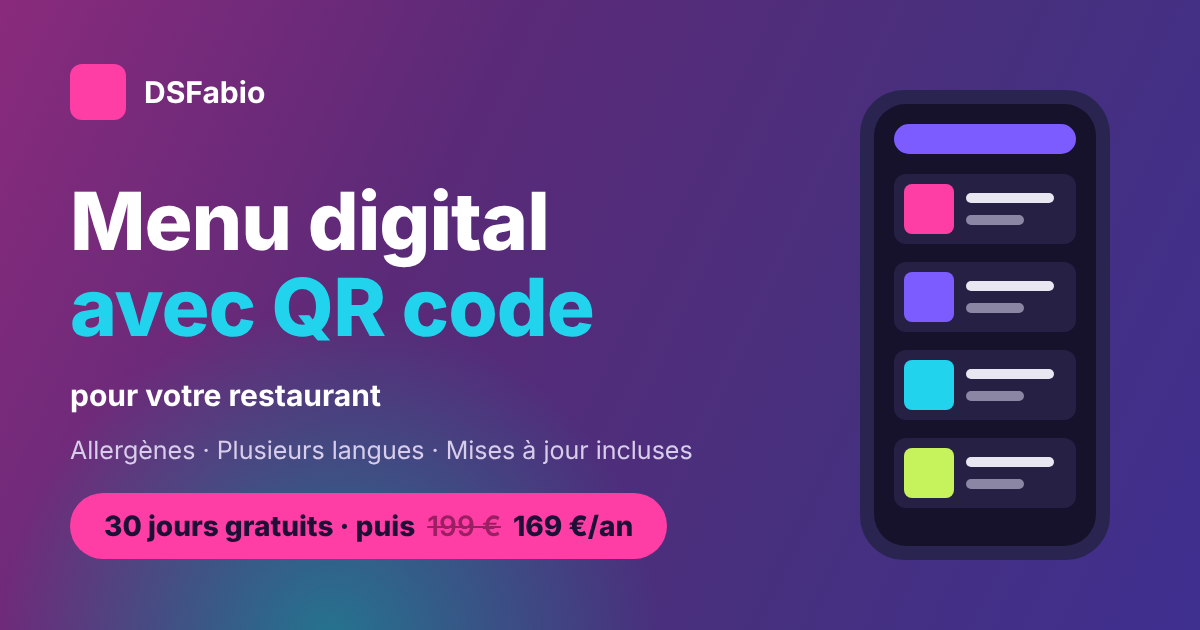 DSFabio
Menu digital
avec QR code
pour votre restaurant
Allergènes · Plusieurs langues · Mises à jour incluses
30 jours gratuits · puis 199 € 169 €/an